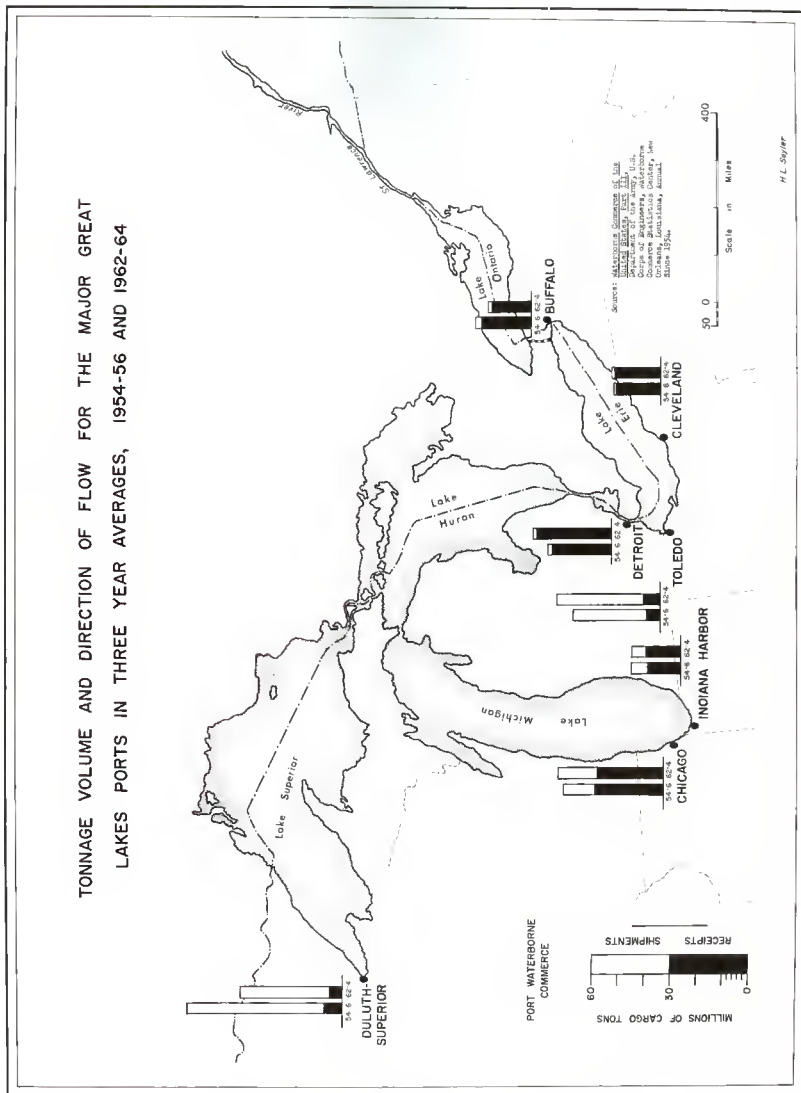 TONNAGE VOLUME AND DIRECTION OF FLOW FOR THE MAJOR GREAT
LAKES PORTS IN THREE YEAR AVERAGES, 1954-56 AND 1962-64
54-6 62-4
DULUTH-
SUPERIOR
Lake Superior
Lake Michigan
54-6 62-4
CHICAGO
54-6 62-4
INDIANA HARBOR
54-6 62-4
TOLEDO
Lake Huron
54-6 62-4
DETROIT
Lake Erie
54-6 62-4
CLEVELAND
Lake Ontario
54-6 62-4
BUFFALO
St. Lawrence River
PORT WATERBORNE
COMMERCE
MILLIONS OF CARGO TONS
60
30
0
SHIPMENTS
RECEIPTS
Source: Waterborne Commerce of the
United States, Part III,
Department of the Army, U.S.
Corps of Engineers, Waterborne
Commerce Statistics Center, New
Orleans, Louisiana, Annual
Since 1954.
50 0 400
Scale in Miles
H L Sayler